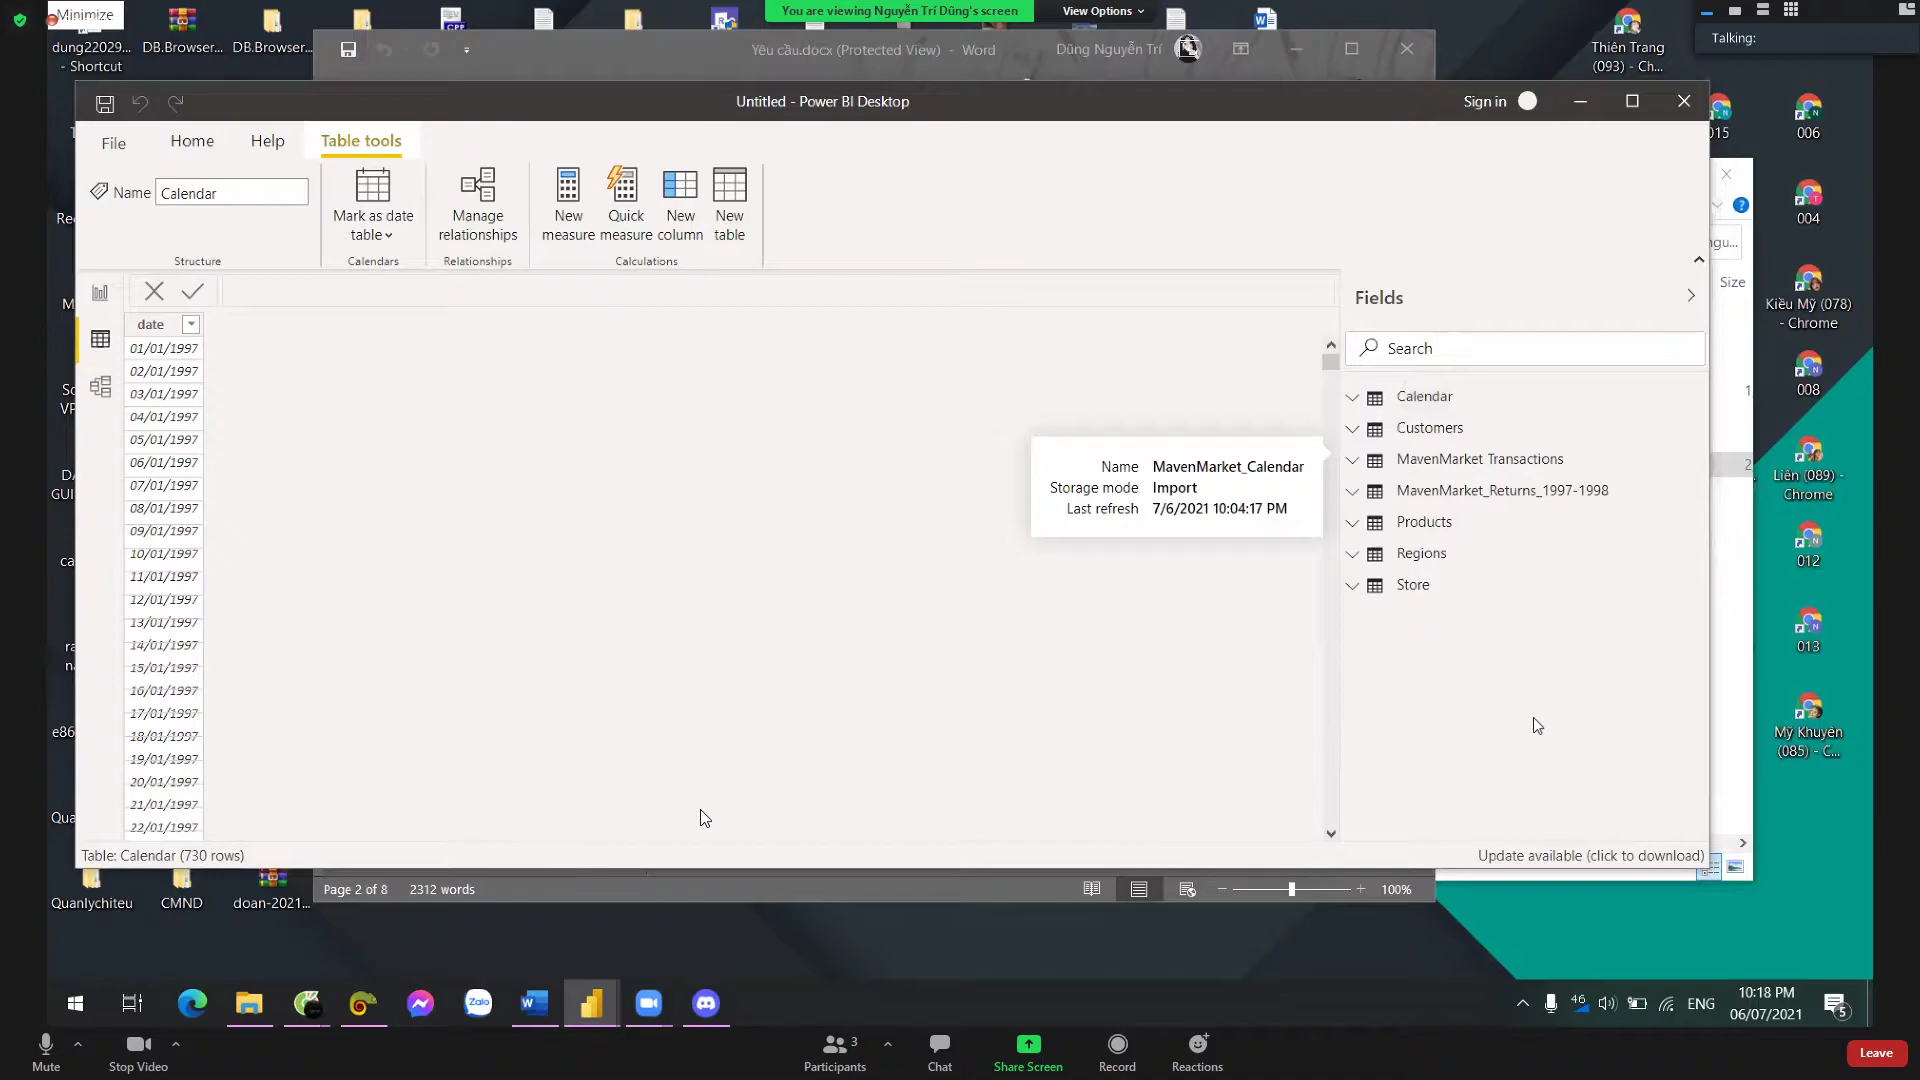 Minimize
You are viewing Nguyễn Trí Dũng's screen
View Options
Talking:
dung22029...
- Shortcut
DB.Browser...
DB.Browser...
Thiên Trang
(093) - Ch...
Yêu cầu.docx (Protected View) - Word
Dũng Nguyễn Trí
Untitled - Power BI Desktop
Sign in
File
Home
Help
Table tools
Name
Calendar
Mark as date
table
Manage
relationships
New
measure
Quick
measure
New
column
New
table
Structure
Calendars
Relationships
Calculations
date
01/01/1997
02/01/1997
03/01/1997
04/01/1997
05/01/1997
06/01/1997
07/01/1997
08/01/1997
09/01/1997
10/01/1997
11/01/1997
12/01/1997
13/01/1997
14/01/1997
15/01/1997
16/01/1997
17/01/1997
18/01/1997
19/01/1997
20/01/1997
21/01/1997
22/01/1997
Name MavenMarket_Calendar
Storage mode Import
Last refresh 7/6/2021 10:04:17 PM
Fields
Search
Calendar
Customers
MavenMarket Transactions
MavenMarket_Returns_1997-1998
Products
Regions
Store
Table: Calendar (730 rows)
Update available (click to download)
Size
015
006
004
Kiều Mỹ (078)
- Chrome
008
Liên (089) -
Chrome
012
013
Mỹ Khuyên
(085) - C...
Page 2 of 8
2312 words
100%
Quanlychiteu
CMND
doan-2021...
Zalo
46
ENG
10:18 PM
06/07/2021
5
Mute
Stop Video
3
Participants
Chat
Share Screen
Record
Reactions
Leave